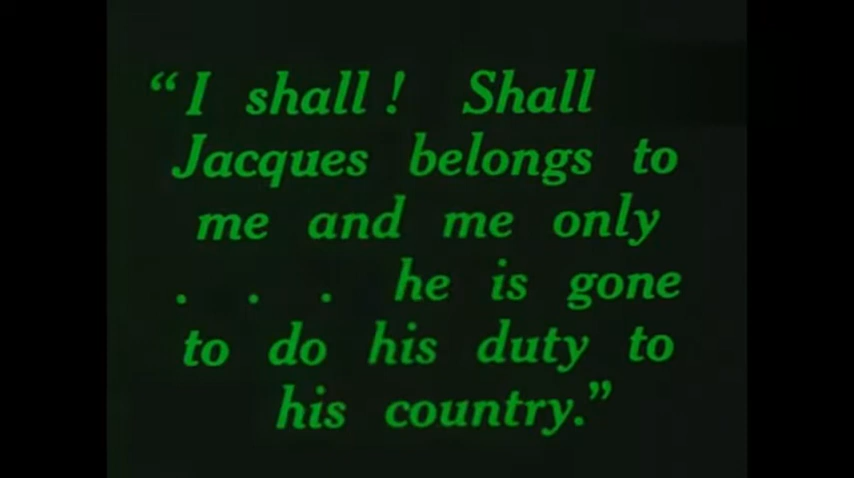 “I shall! Shall
Jacques belongs to
me and me only
. . . he is gone
to do his duty to
his country.”